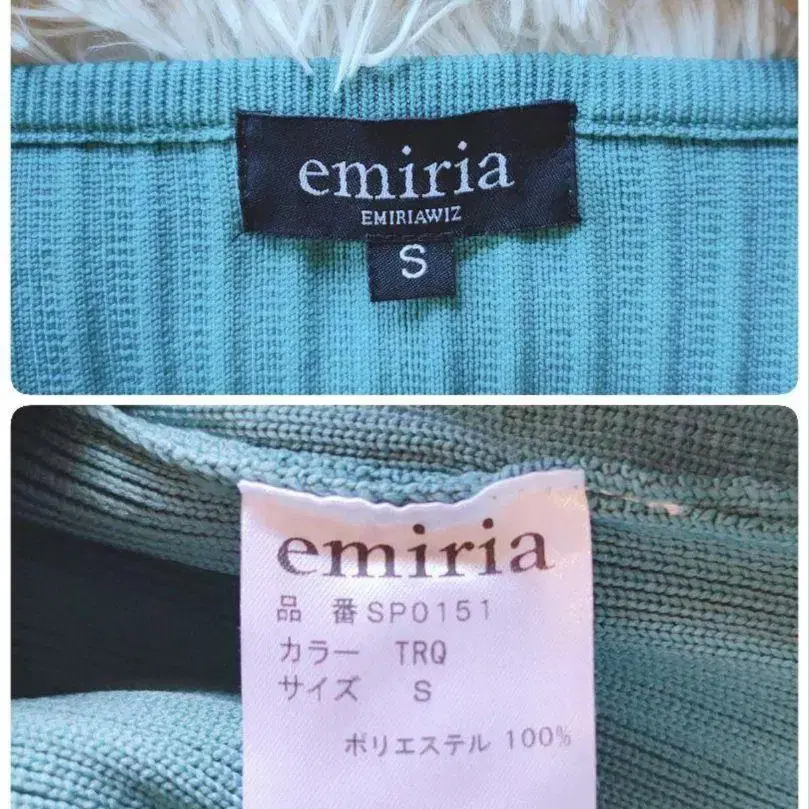 emiria
EMIRIAWIZ
S
emiria
品 番 SP0151
カラー TRQ
サイズ S
ポリエステル 100%